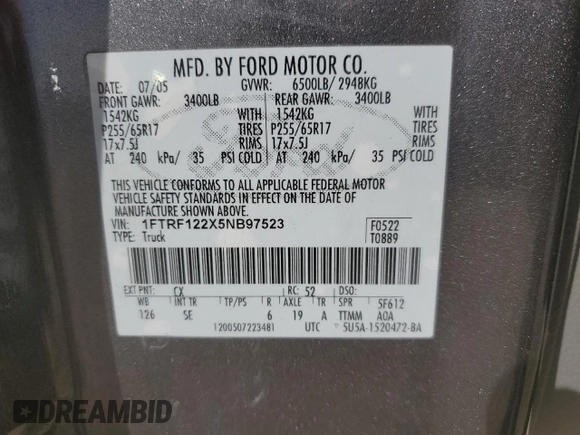 MFD. BY FORD MOTOR CO.
DATE: 07/05 GVWR: 6500LB/ 2948KG
FRONT GAWR: 3400LB REAR GAWR: 3400LB
1542KG WITH 1542KG WITH
P255/65R17 TIRES P255/65R17 TIRES
17x7.5J RIMS 17x7.5J RIMS
AT 240 kPa/ 35 PSI COLD AT 240 kPa/ 35 PSI COLD
THIS VEHICLE CONFORMS TO ALL APPLICABLE FEDERAL MOTOR
VEHICLE SAFETY STANDARDS IN EFFECT ON THE DATE OF
MANUFACTURE SHOWN ABOVE.
VIN: 1FTRF122X5NB97523 F0522
TYPE: Truck T0889
EXT PNT: CX RC: 52 DSO:
WB INT TR TP/PS R AXLE TR SPR 5F612
126 SE 6 19 A TTMM AOA
1200507223481 UTC 5U5A-1520472-BA
Ford
DREAMBID